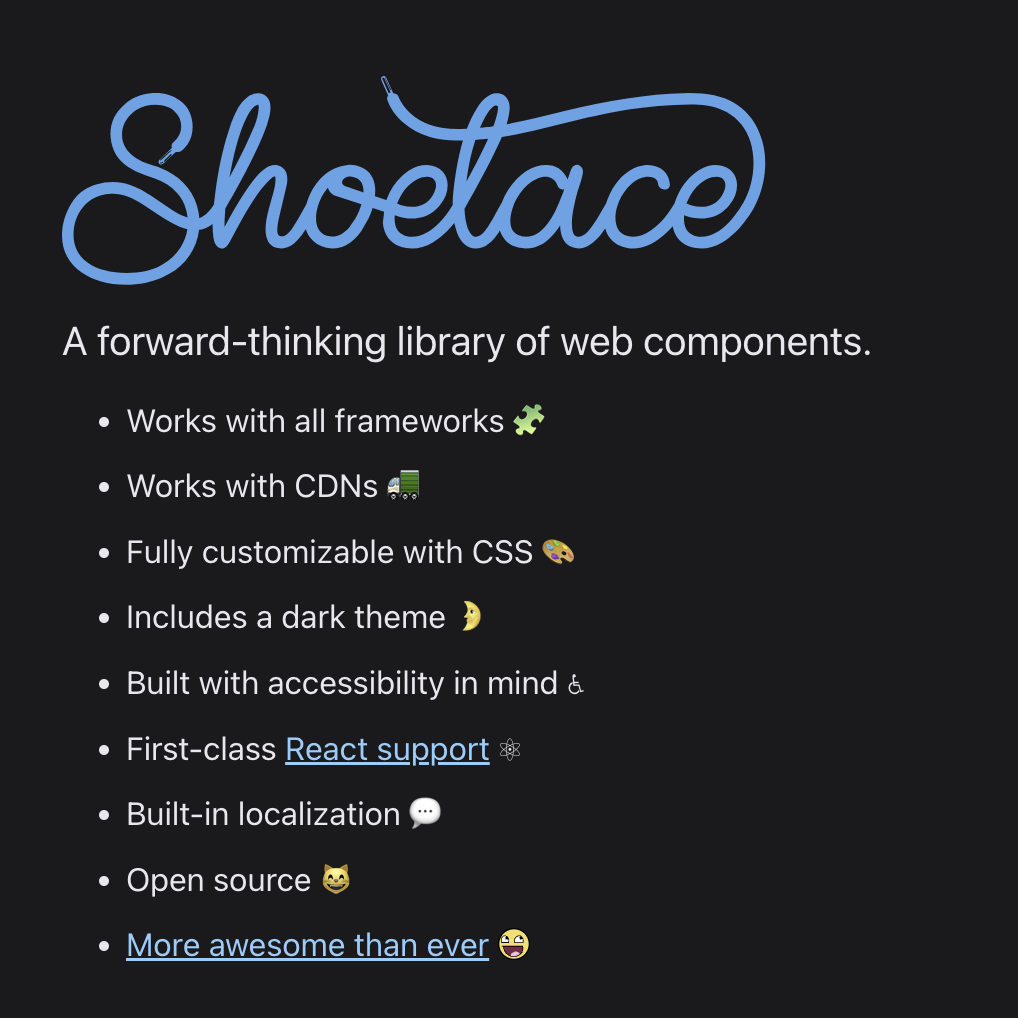 Shoelace
A forward-thinking library of web components.
• Works with all frameworks 🧩
• Works with CDNs 🚛
• Fully customizable with CSS 🎨
• Includes a dark theme 🌛
• Built with accessibility in mind ♿︎
• First-class React support ⚛︎
• Built-in localization 💬
• Open source 😸
• More awesome than ever